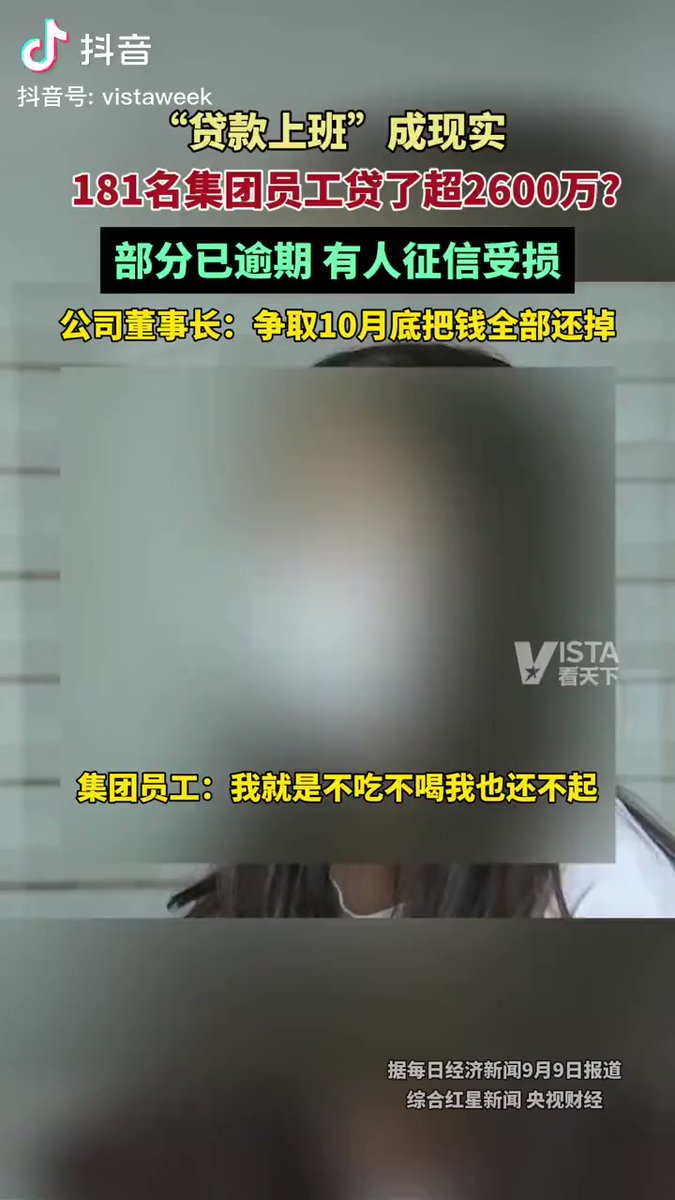 抖音
抖音号: vistaweek
“贷款上班”成现实
181名集团员工贷了超2600万？
部分已逾期 有人征信受损
公司董事长：争取10月底把钱全部还掉
VISTA
看天下
集团员工：我就是不吃不喝我也还不起
据每日经济新闻9月9日报道
综合红星新闻 央视财经